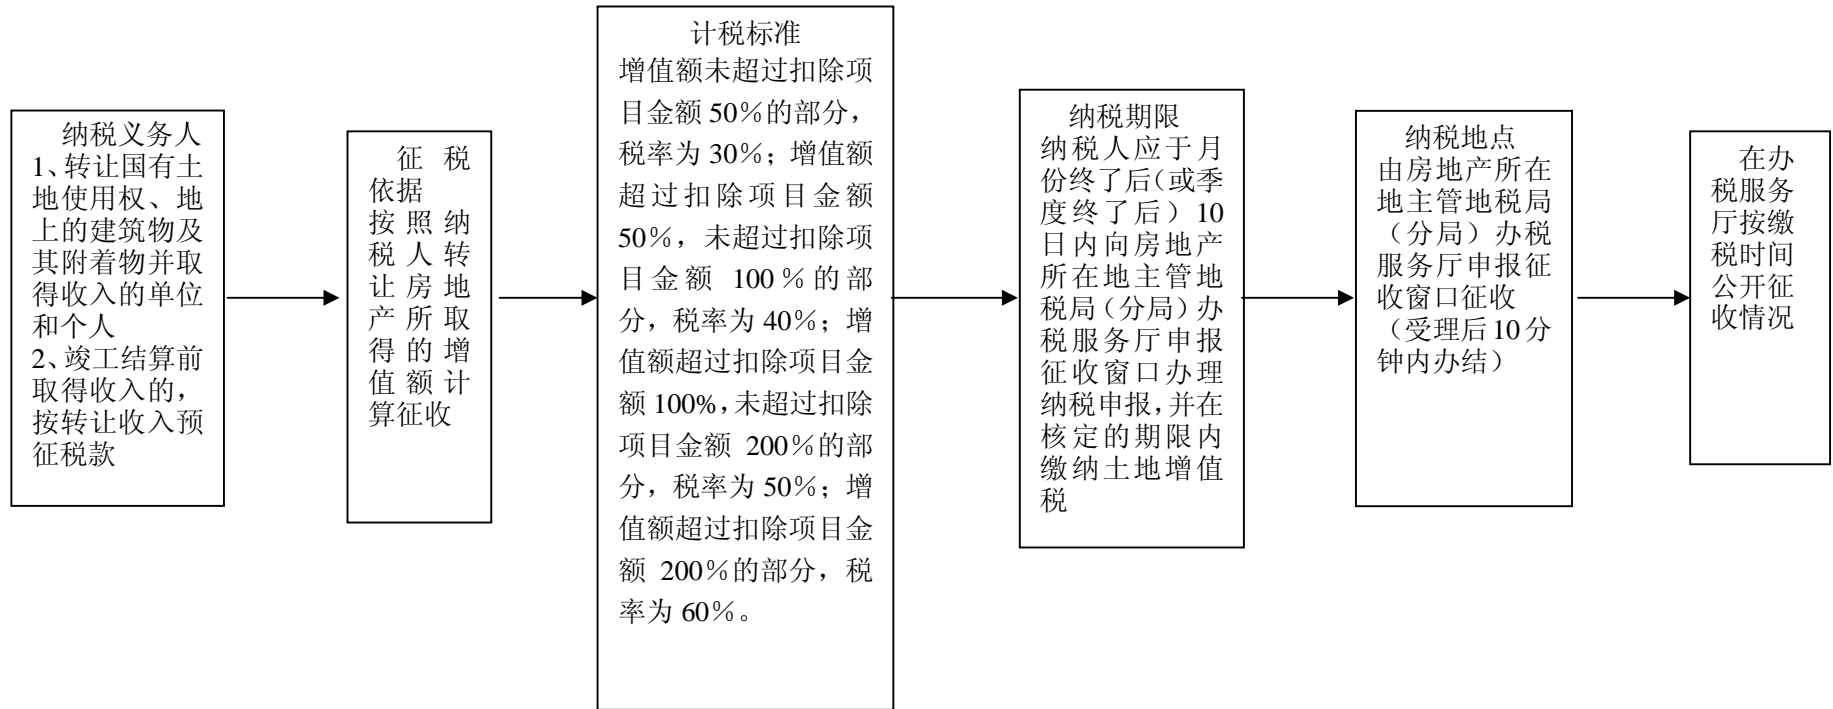 纳税义务人
1、转让国有土
地使用权、地
上的建筑物及
其附着物并取
得收入的单位
和个人
2、竣工结算前
取得收入的，
按转让收入预
征税款
征税
依据
按照纳
税人转
让房地
产所取
得的增
值额计
算征收
计税标准
增值额未超过扣除项
目金额 50％的部分，
税率为 30％；增值额
超过扣除项目金额
50％，未超过扣除项
目金额 100％的部
分，税率为 40％；增
值额超过扣除项目金
额 100%，未超过扣除
项目金额 200％的部
分，税率为 50％；增
值额超过扣除项目金
额 200％的部分，税
率为 60％。
纳税期限
纳税人应于月
份终了后（或季
度终了后）10
日内向房地产
所在地主管地
税局（分局）办
税服务厅申报
征收窗口办理
纳税申报，并在
核定的期限内
缴纳土地增值
税
纳税地点
由房地产所在
地主管地税局
（分局）办税
服务厅申报征
收窗口征收
（受理后 10 分
钟内办结）
在办
税服务
厅按缴
税时间
公开征
收情况